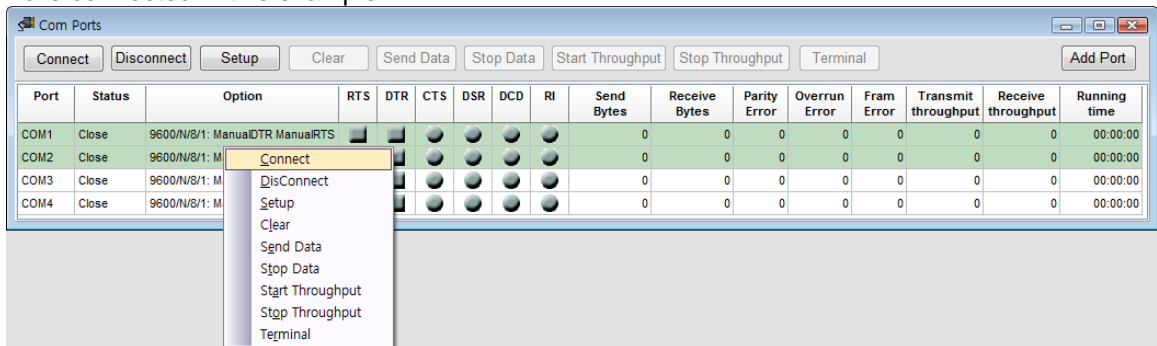 Com Ports
Connect Disconnect Setup Clear Send Data Stop Data Start Throughput Stop Throughput Terminal Add Port
Port Status Option RTS DTR CTS DSR DCD RI Send Bytes Receive Bytes Parity Error Overrun Error Fram Error Transmit throughput Receive throughput Running time
COM1 Close 9600/N/8/1: ManualDTR ManualRTS 0 0 0 0 0 0 0 00:00:00
COM2 Close 9600/N/8/1: M 0 0 0 0 0 0 0 00:00:00
COM3 Close 9600/N/8/1: M 0 0 0 0 0 0 0 00:00:00
COM4 Close 9600/N/8/1: M 0 0 0 0 0 0 0 00:00:00
Connect
DisConnect
Setup
Clear
Send Data
Stop Data
Start Throughput
Stop Throughput
Terminal